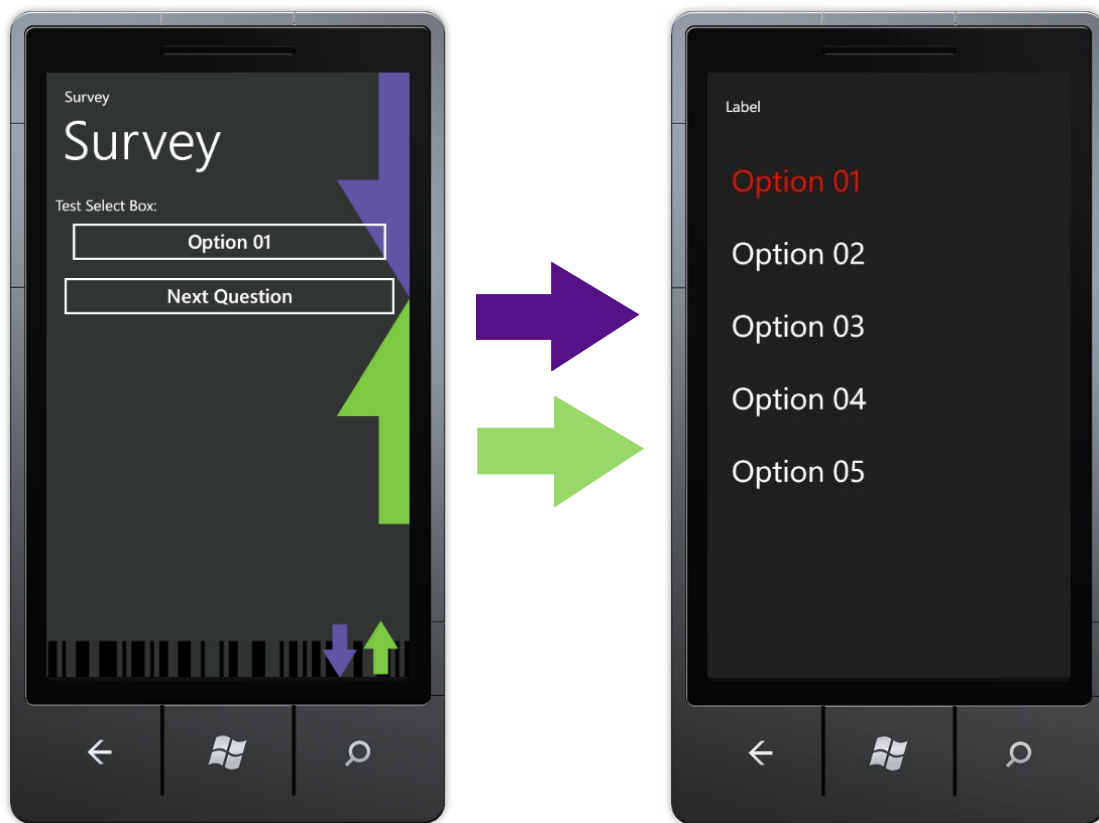 Survey
Survey
Test Select Box:
Option 01
Next Question
Label
Option 01
Option 02
Option 03
Option 04
Option 05